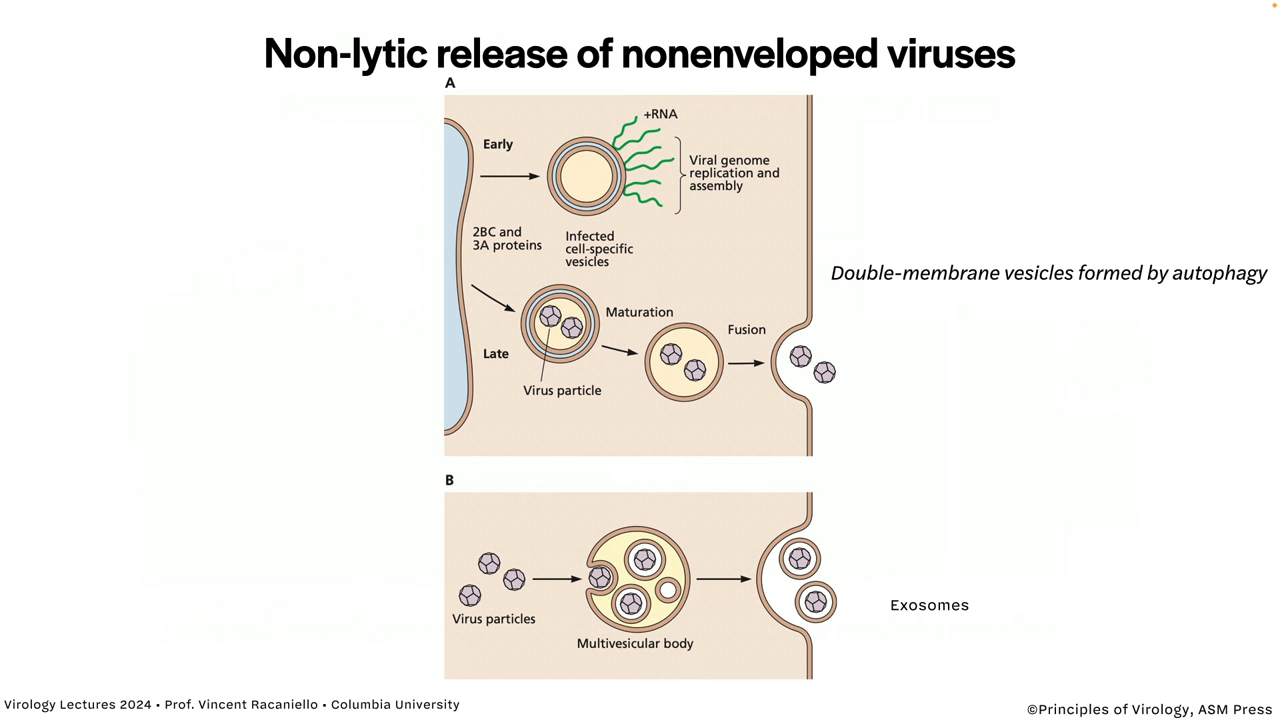 Non-lytic release of nonenveloped viruses
A
+RNA
Early
Viral genome
replication and
assembly
2BC and
3A proteins
Infected
cell-specific
vesicles
Double-membrane vesicles formed by autophagy
Maturation
Fusion
Late
Virus particle
B
Virus particles
Multivesicular body
Exosomes
Virology Lectures 2024 • Prof. Vincent Racaniello • Columbia University
©Principles of Virology, ASM Press